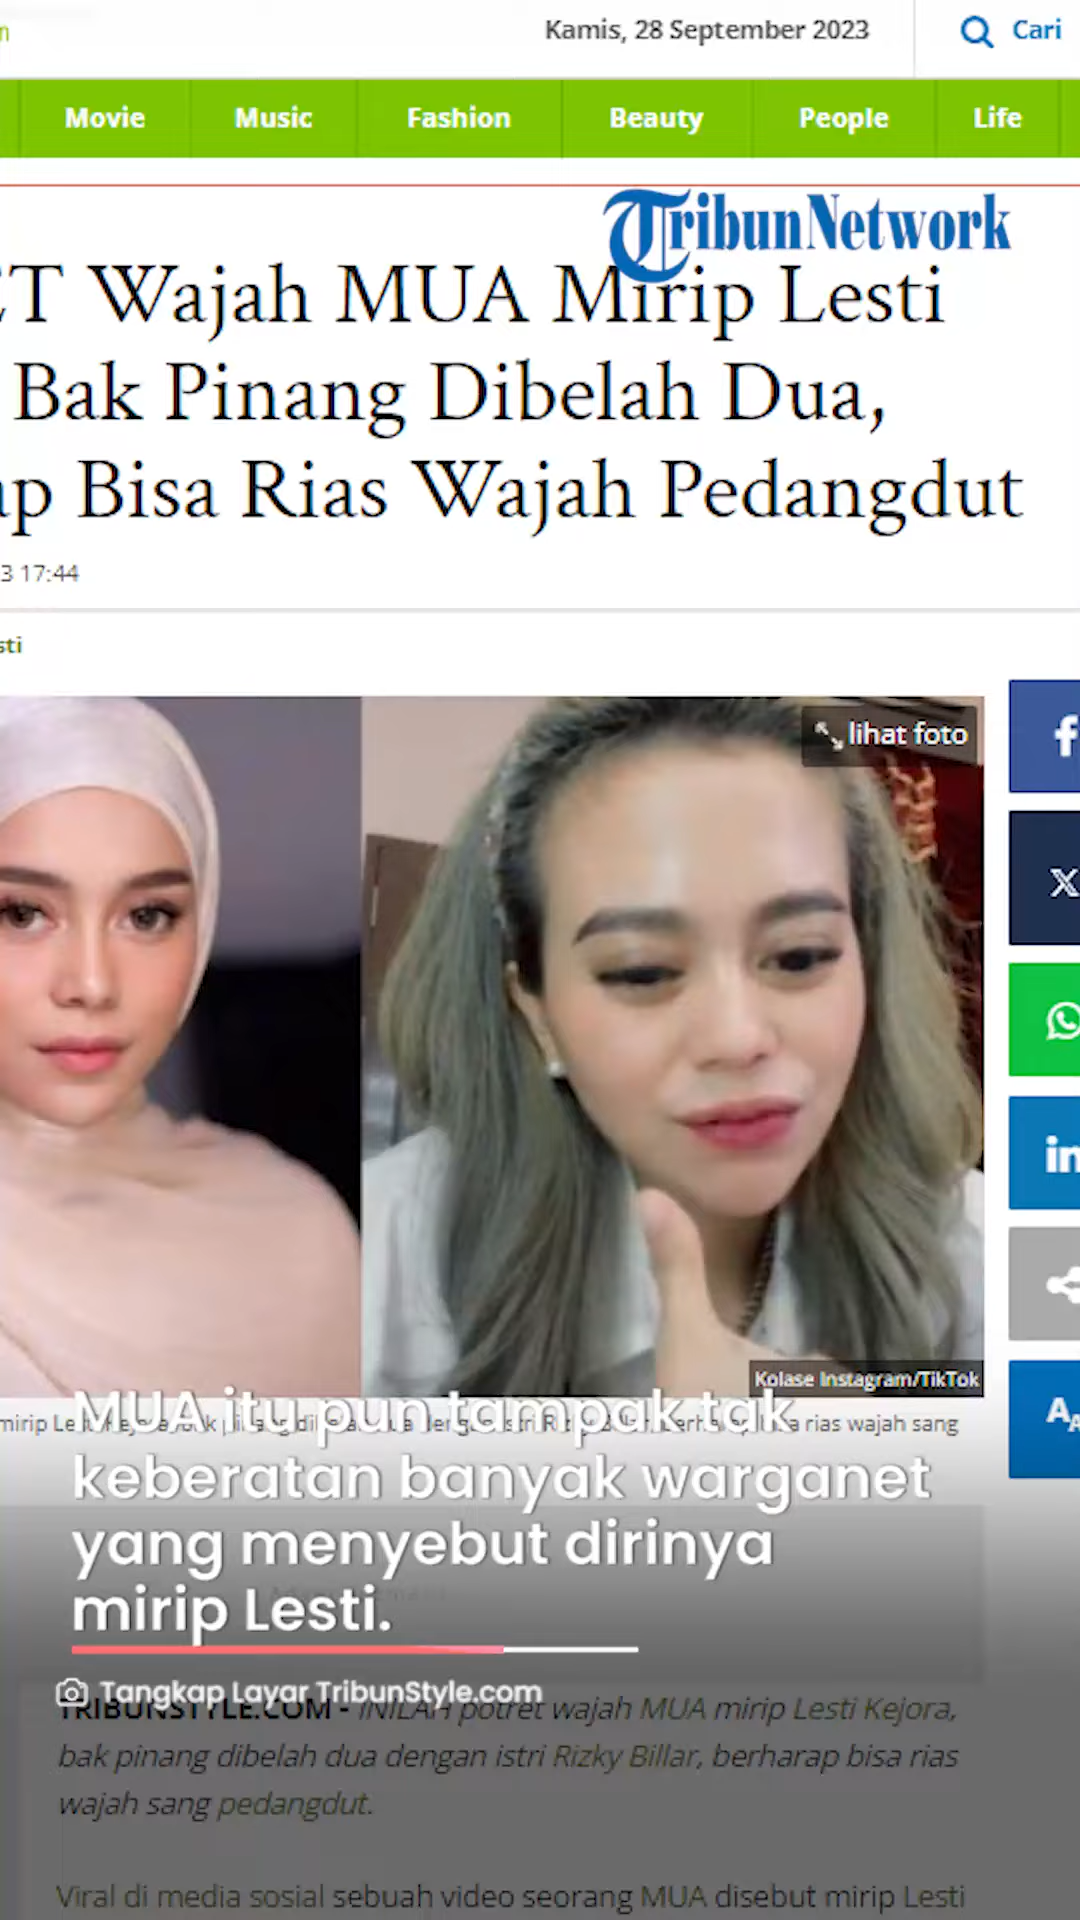 Kamis, 28 September 2023
Cari
Movie
Music
Fashion
Beauty
People
Life
TribunNetwork
Wajah MUA Mirip Lesti
Bak Pinang Dibelah Dua,
Bisa Rias Wajah Pedangdut
3 17:44
sti
lihat foto
Kolase Instagram/TikTok
mirip
rias wajah sang
MUA itu pun tampak tak
keberatan banyak warganet
yang menyebut dirinya
mirip Lesti.
Tangkap Layar TribunStyle.com
TRIBUNSTYLE.COM - INILAH potret wajah MUA mirip Lesti Kejora,
bak pinang dibelah dua dengan istri Rizky Billar, berharap bisa rias
wajah sang pedangdut.
Viral di media sosial sebuah video seorang MUA disebut mirip Lesti